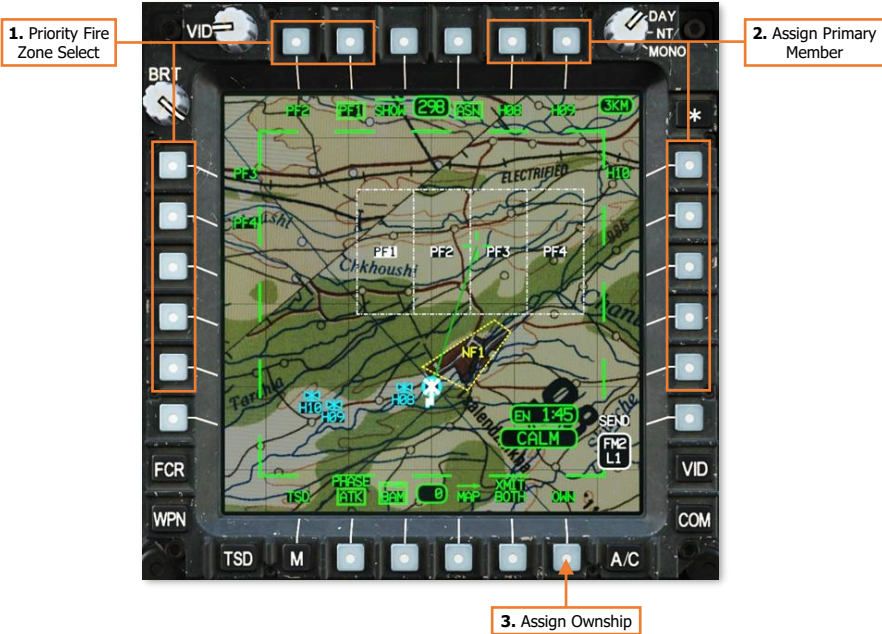 1. Priority Fire
Zone Select
2. Assign Primary
Member
VID
DAY
NT
MONO
BRT
*
PF2 PF1 SHOW 298 ASN H08 H09 3KM
PF3
ELECTRIFIED
H10
PF4
PF1 PF2 PF3 PF4
Chkhoushi
NF1
H10
H09
H08
EN 1:45
SEND
CALM
FM2
L1
PHASE
XMIT
TSD ATK BAM 0 MAP BOTH OWN
FCR
VID
WPN
COM
TSD M A/C
3. Assign Ownship